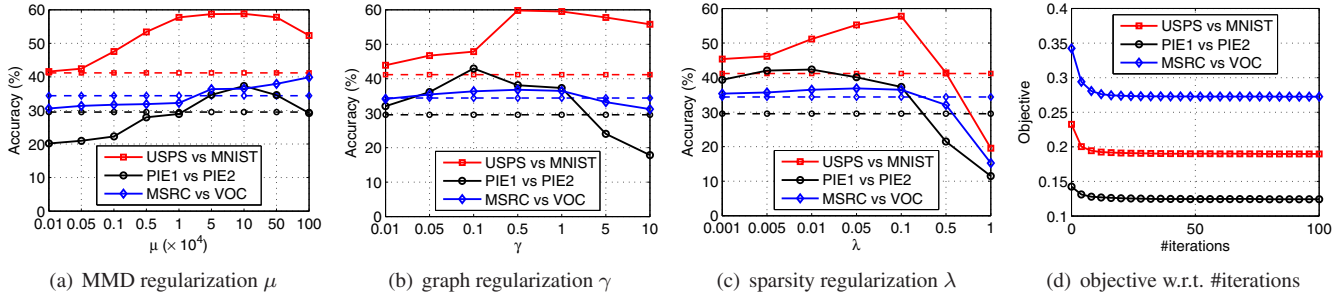 60
50
40
30
20
10
0
Accuracy (%)
USPS vs MNIST
PIE1 vs PIE2
MSRC vs VOC
0.01 0.05 0.1 0.5 1 5 10 50 100
μ (× 10^4)
(a) MMD regularization μ
60
50
40
30
20
10
0
Accuracy (%)
USPS vs MNIST
PIE1 vs PIE2
MSRC vs VOC
0.01 0.05 0.1 0.5 1 5 10
γ
(b) graph regularization γ
60
50
40
30
20
10
0
Accuracy (%)
USPS vs MNIST
PIE1 vs PIE2
MSRC vs VOC
0.001 0.005 0.01 0.05 0.1 0.5 1
λ
(c) sparsity regularization λ
0.4
0.35
0.3
0.25
0.2
0.15
0.1
Objective
USPS vs MNIST
PIE1 vs PIE2
MSRC vs VOC
0 20 40 60 80 100
#iterations
(d) objective w.r.t. #iterations